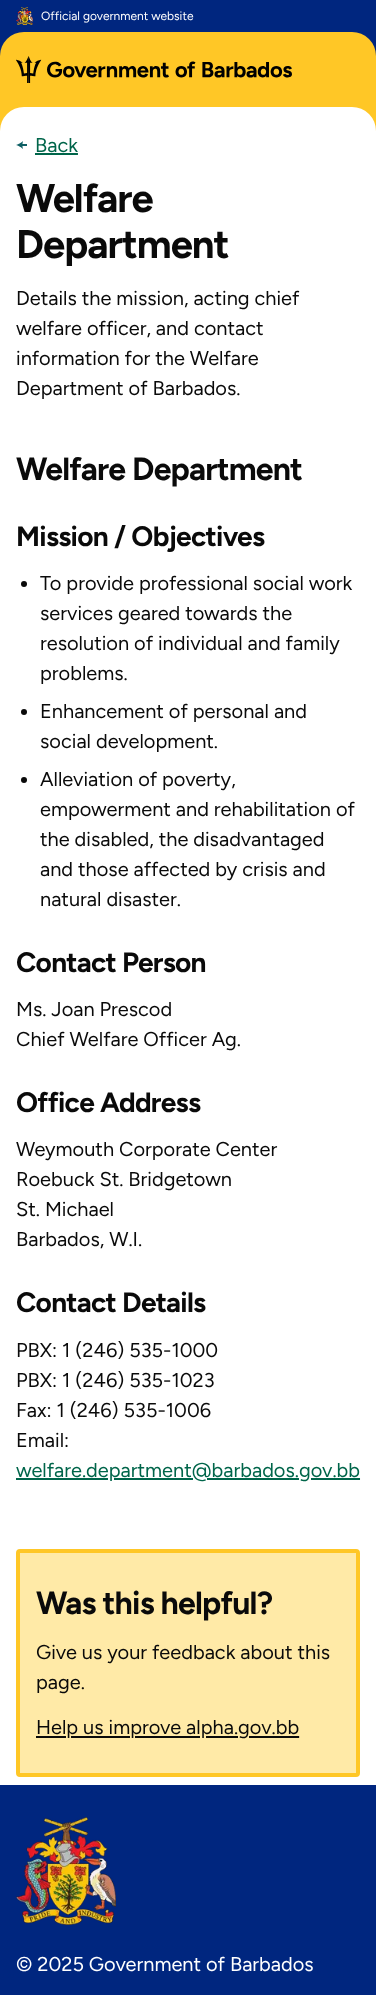 Official government website
Government of Barbados
Back
Welfare
Department
Details the mission, acting chief
welfare officer, and contact
information for the Welfare
Department of Barbados.
Welfare Department
Mission / Objectives
To provide professional social work
services geared towards the
resolution of individual and family
problems.
Enhancement of personal and
social development.
Alleviation of poverty,
empowerment and rehabilitation of
the disabled, the disadvantaged
and those affected by crisis and
natural disaster.
Contact Person
Ms. Joan Prescod
Chief Welfare Officer Ag.
Office Address
Weymouth Corporate Center
Roebuck St. Bridgetown
St. Michael
Barbados, W.I.
Contact Details
PBX: 1 (246) 535-1000
PBX: 1 (246) 535-1023
Fax: 1 (246) 535-1006
Email:
welfare.department@barbados.gov.bb
Was this helpful?
Give us your feedback about this
page.
Help us improve alpha.gov.bb
PRIDE AND INDUSTRY
© 2025 Government of Barbados